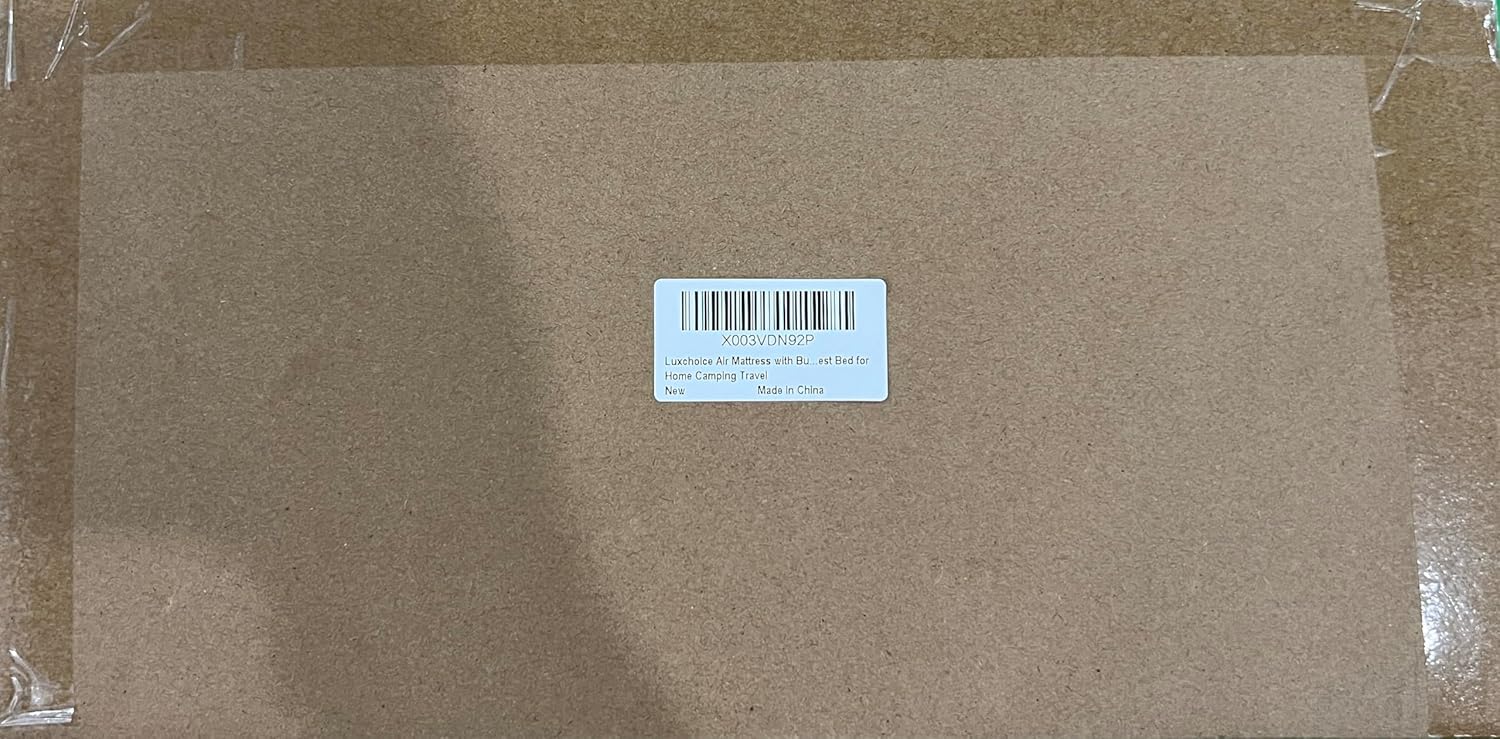 X003VDN92P
Luxchoice Air Mattress with Bu...est Bed for
Home Camping Travel
New Made in China